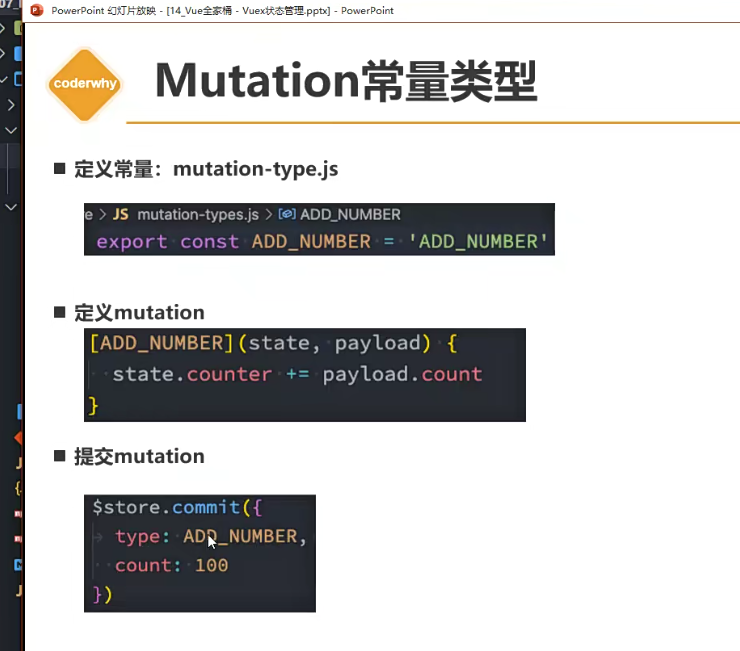 PowerPoint 幻灯片放映 - [14_Vue全家桶 - Vuex状态管理.pptx] - PowerPoint
coderwhy
Mutation常量类型
定义常量：mutation-type.js
e > JS mutation-types.js > ADD_NUMBER
export const ADD_NUMBER = 'ADD_NUMBER'
定义mutation
[ADD_NUMBER](state, payload) {
state.counter += payload.count
}
提交mutation
$store.commit({
type: ADD_NUMBER,
count: 100
})